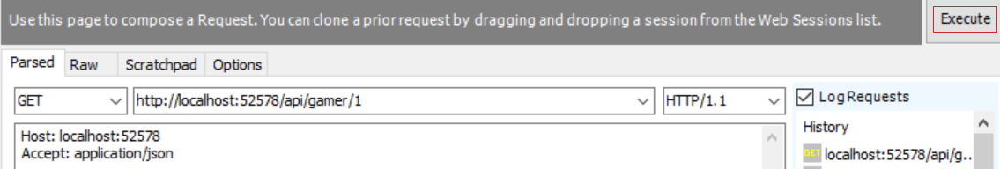 Use this page to compose a Request. You can clone a prior request by dragging and dropping a session from the Web Sessions list.
Execute
Parsed Raw Scratchpad Options
GET http://localhost:52578/api/gamer/1 HTTP/1.1
Log Requests
Host: localhost:52578
Accept: application/json
History
GET localhost:52578/api/g..